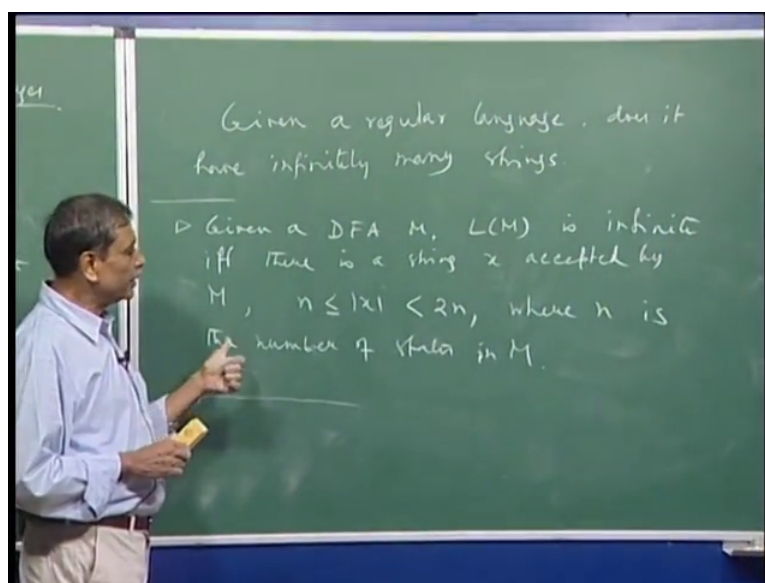 Given a regular language, does it
have infinitely many strings.
▷ Given a DFA M, L(M) is infinite
iff there is a string x accepted by
M, n ≤ |x| < 2n, where n is
the number of states in M.